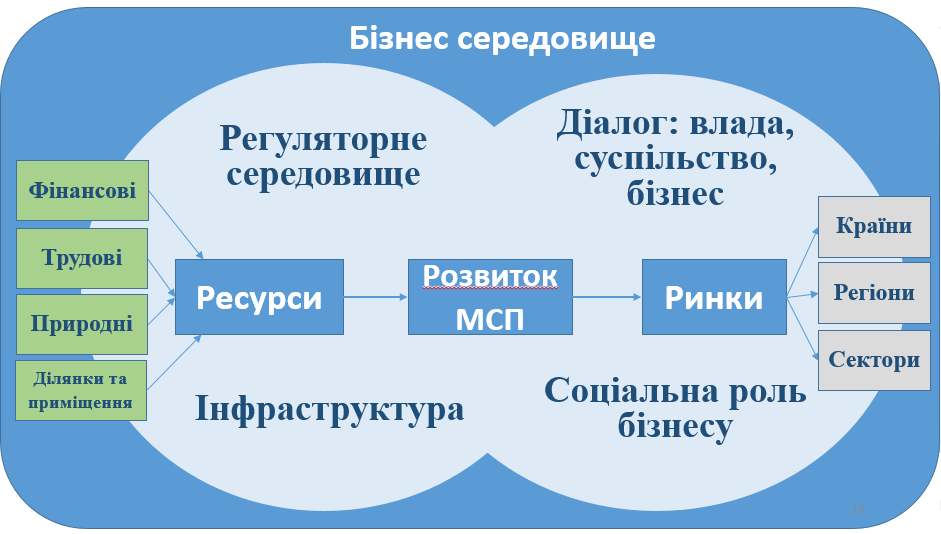 Бізнес середовище
Регуляторне
середовище
Діалог: влада,
суспільство,
бізнес
Фінансові
Трудові
Природні
Ділянки та
приміщення
Ресурси
Розвиток
МСП
Ринки
Країни
Регіони
Сектори
Інфраструктура
Соціальна роль
бізнесу